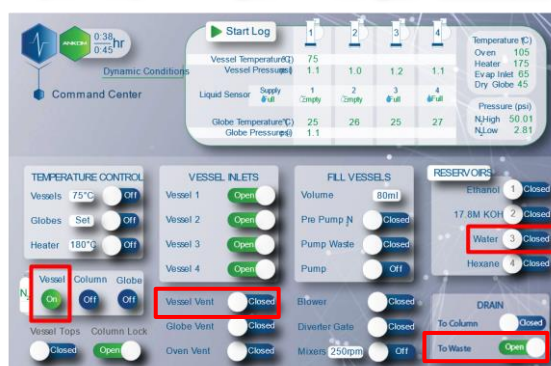 0:38
ANKOM
0:45 hr
Dynamic Conditions
Command Center
Start Log
1 2 3 4
Vessel Temperature(°C) 75
Vessel Pressure(psi) 1.1 1.0 1.2 1.1
Liquid Sensor Supply 1 2 3 4
Full Empty Empty Full Full
Globe Temperature(°C) 25 26 25 27
Globe Pressure(psi) 1.1
Temperature (°C)
Oven 105
Heater 175
Evap Inlet 65
Dry Globe 45
Pressure (psi)
N₂High 50.01
N₂Low 2.81
TEMPERATURE CONTROL
Vessels 75°C Off
Globes Set Off
Heater 180°C Off
N₂
Vessel Column Globe
On Off Off
Vessel Tops Column Lock
Closed Open
VESSEL INLETS
Vessel 1 Open
Vessel 2 Open
Vessel 3 Open
Vessel 4 Open
Vessel Vent Closed
Globe Vent Closed
Oven Vent Closed
FILL VESSELS
Volume 80ml
Pre Pump N₂ Closed
Pump Waste Closed
Pump Off
Blower Closed
Diverter Gate Closed
Mixers 250rpm Off
RESERVOIRS
Ethanol 1 Closed
17.8M KOH 2 Closed
Water 3 Closed
Hexane 4 Closed
DRAIN
To Column Closed
To Waste Open